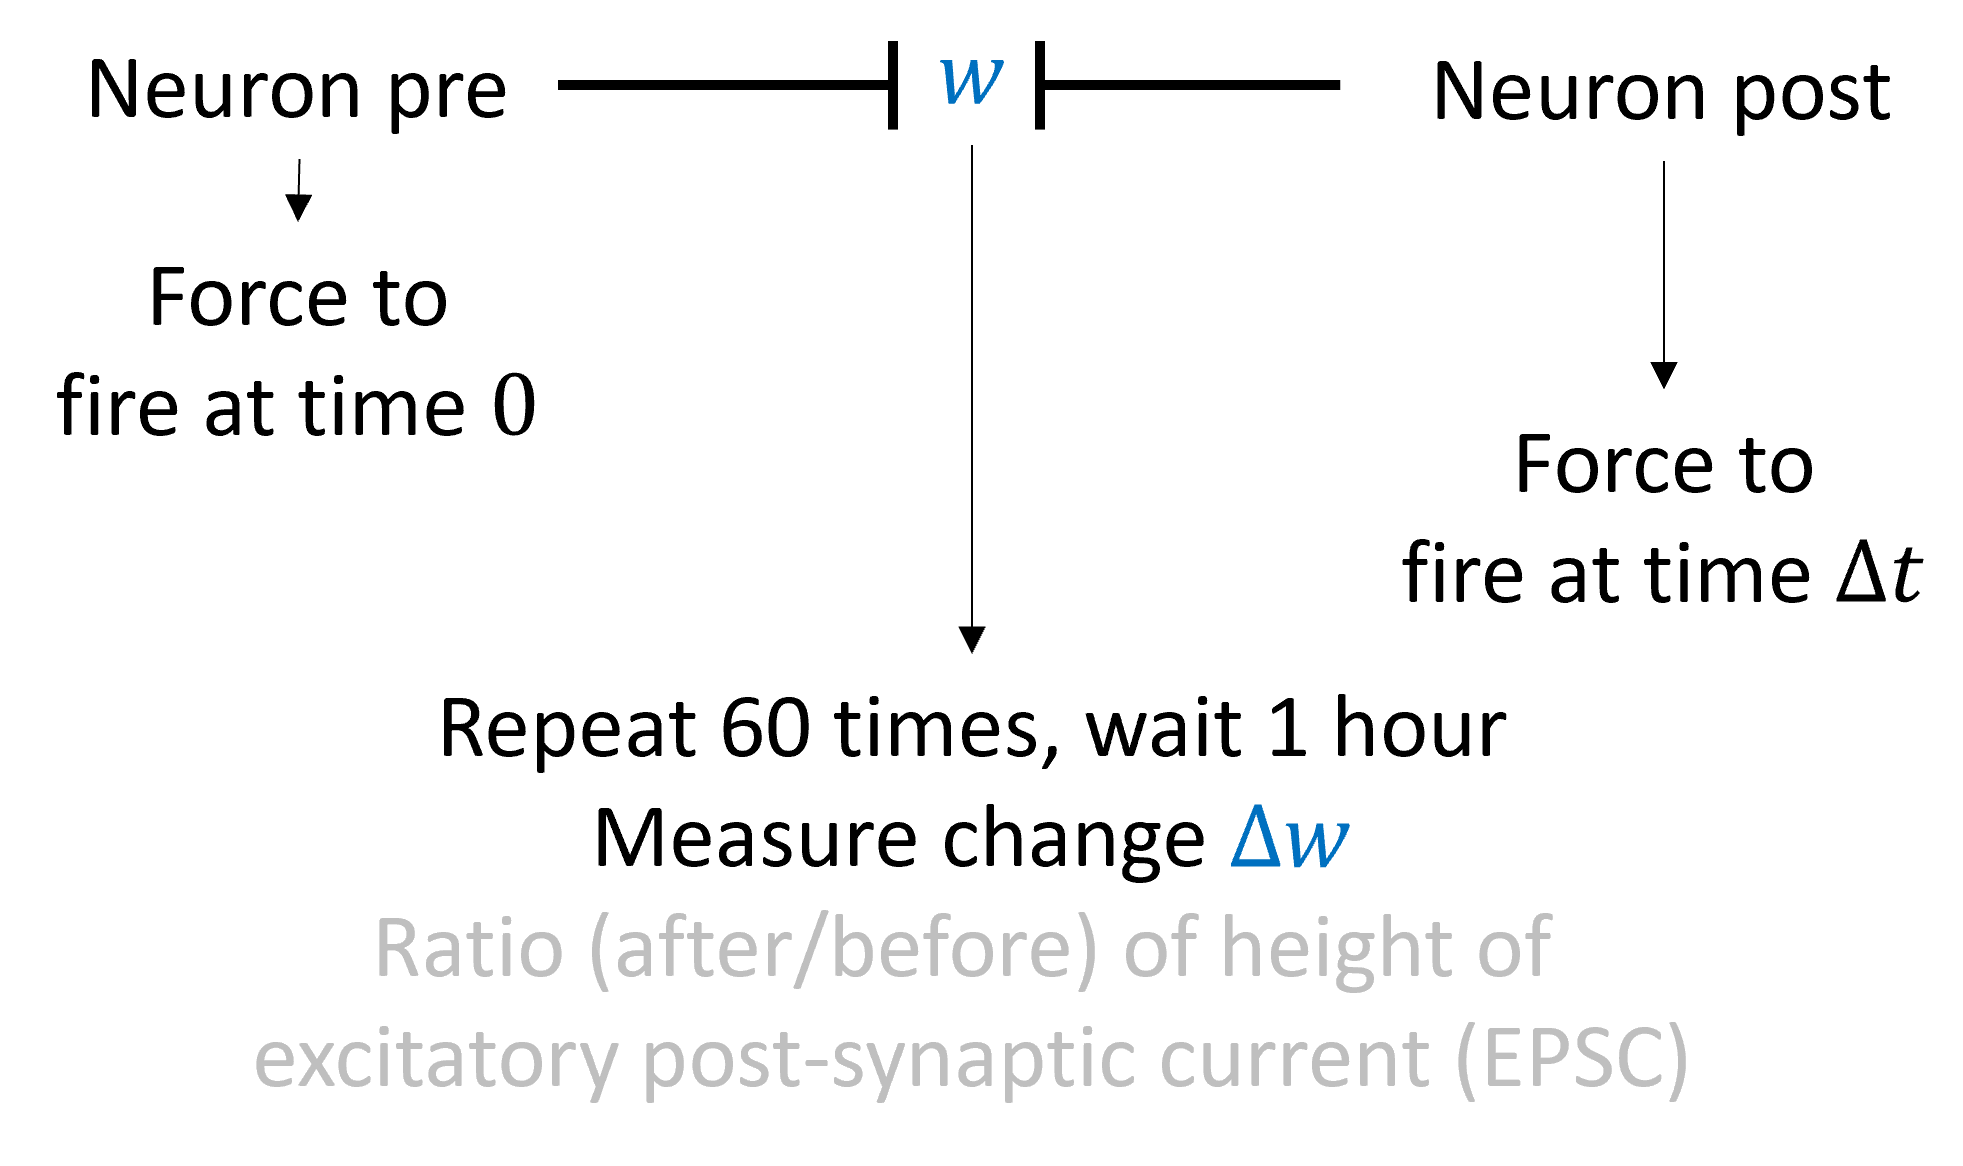 Neuron pre
w
Neuron post
Force to
fire at time 0
Force to
fire at time Δt
Repeat 60 times, wait 1 hour
Measure change Δw
Ratio (after/before) of height of
excitatory post-synaptic current (EPSC)